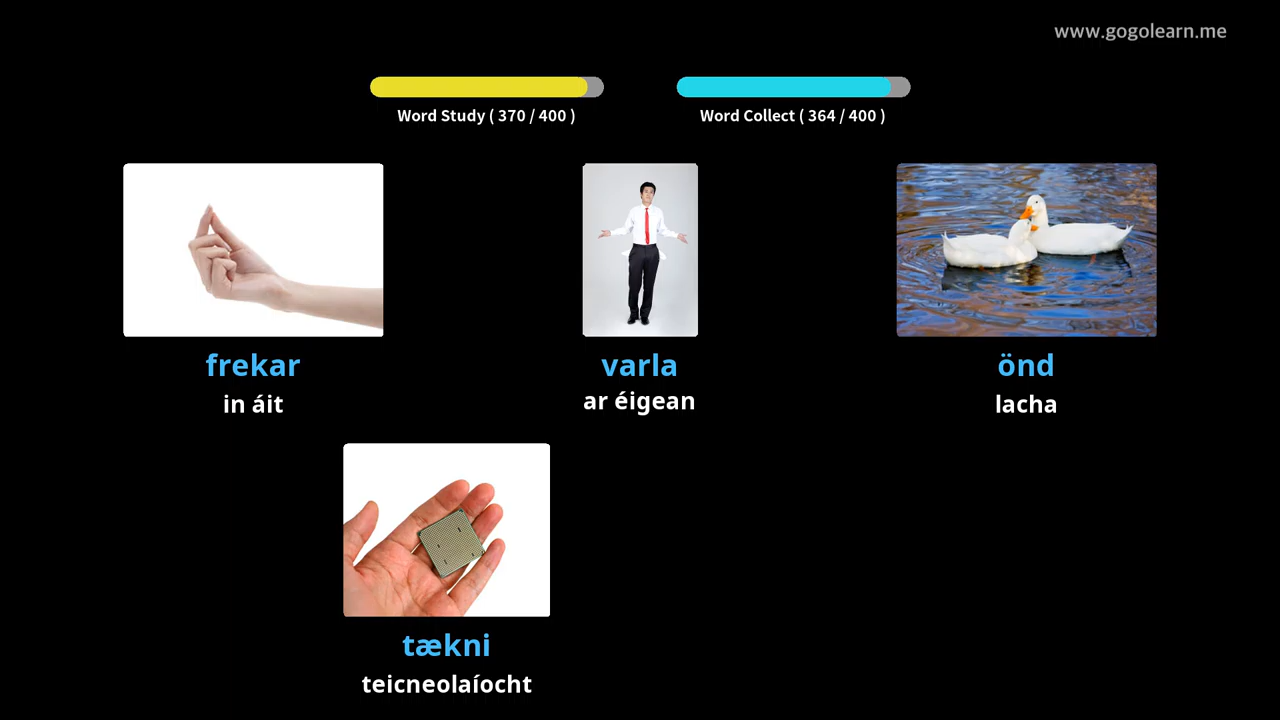 www.gogolearn.me
Word Study ( 370 / 400 )
Word Collect ( 364 / 400 )
frekar
in áit
varla
ar éigean
önd
lacha
tækni
teicneolaíocht